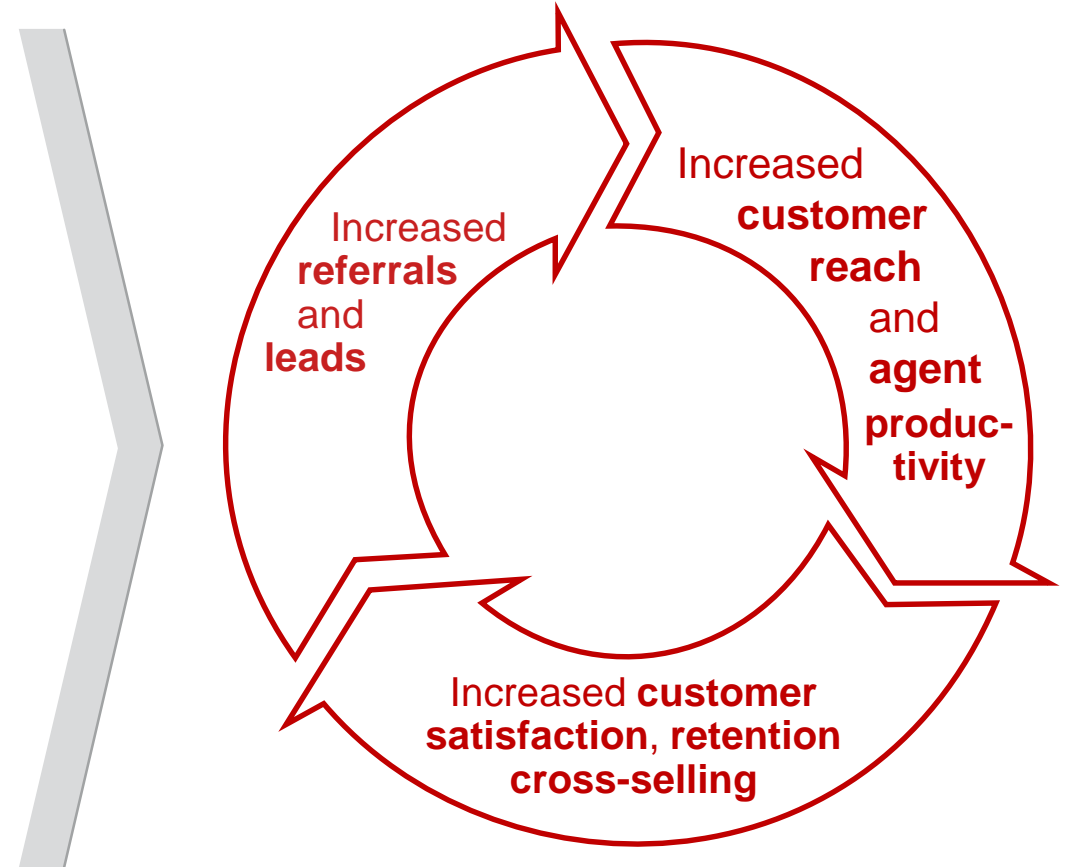 Increased
referrals
and
leads
Increased
customer
reach
and
agent
produc-
tivity
Increased customer
satisfaction, retention
cross-selling